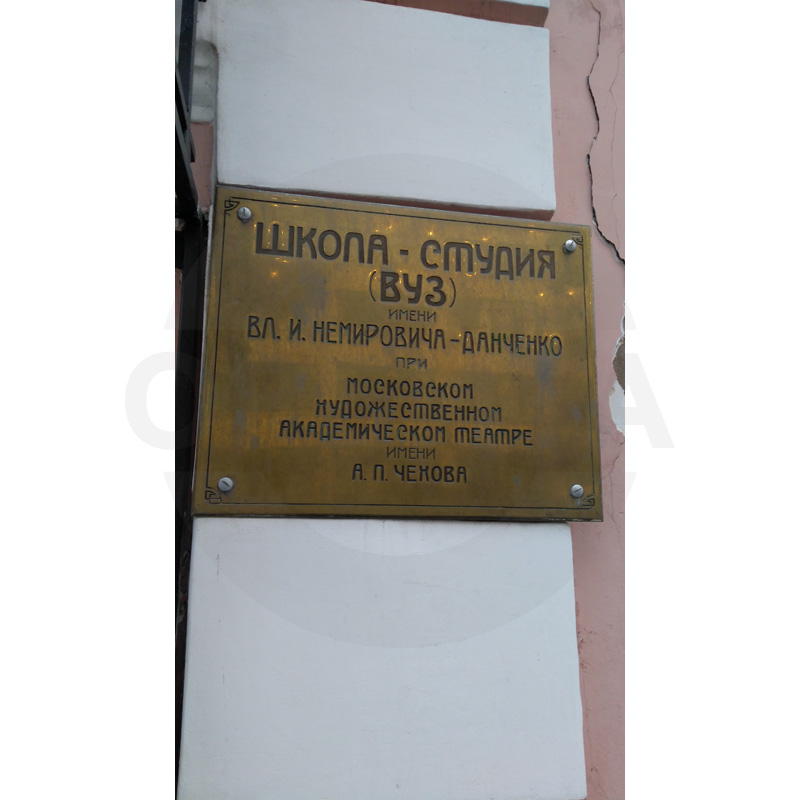 ШКОЛА - СТУДИЯ
(ВУЗ)
ИМЕНИ
ВЛ. И. НЕМИРОВИЧА-ДАНЧЕНКО
ПРИ
МОСКОВСКОМ
ХУДОЖЕСТВЕННОМ
АКАДЕМИЧЕСКОМ ТЕАТРЕ
ИМЕНИ
А. П. ЧЕХОВА